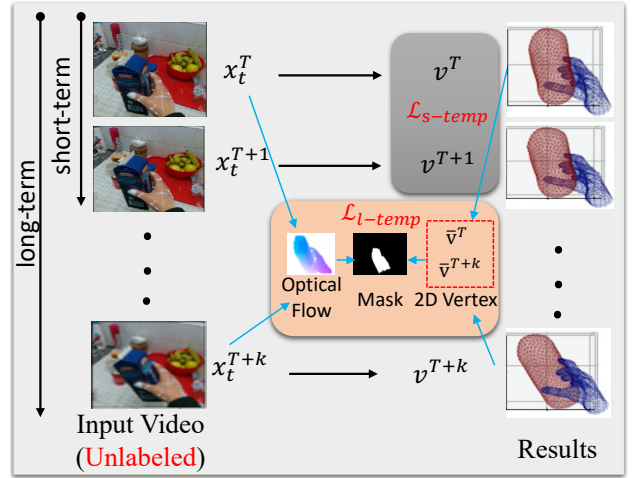 long-term
short-term
x_t^T
v^T
ℒ_{s-temp}
x_t^{T+1}
v^{T+1}
ℒ_{l-temp}
v̄^T
v̄^{T+k}
Optical
Flow
Mask
2D Vertex
x_t^{T+k}
v^{T+k}
Input Video
(Unlabeled)
Results